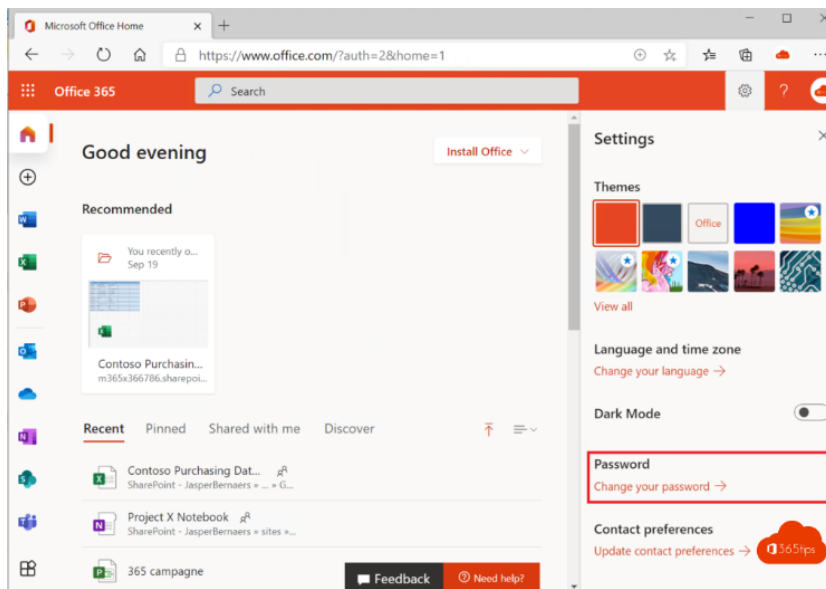 Microsoft Office Home
https://www.office.com/?auth=2&home=1
Office 365
Search
Good evening
Install Office
Recommended
You recently o...
Sep 19
Contoso Purchasin...
m365x366786.sharepoi...
Recent Pinned Shared with me Discover
Contoso Purchasing Dat...
SharePoint - JasperBernaers » ... » G...
Project X Notebook
SharePoint - JasperBernaers » sites »...
365 campagne
Feedback
Need help?
Settings
Themes
Office
View all
Language and time zone
Change your language →
Dark Mode
Password
Change your password →
Contact preferences
Update contact preferences →
365tips